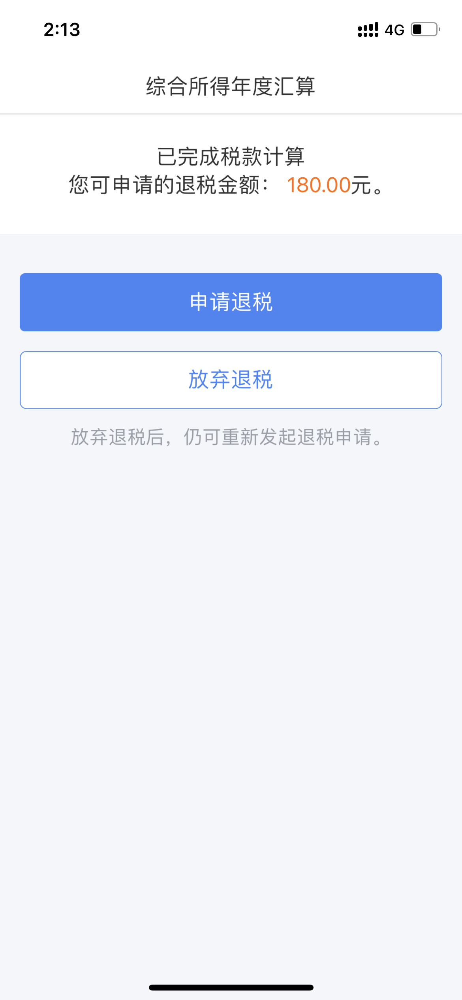 2:13 4G
综合所得年度汇算
已完成税款计算
您可申请的退税金额： 180.00元。
申请退税
放弃退税
放弃退税后，仍可重新发起退税申请。